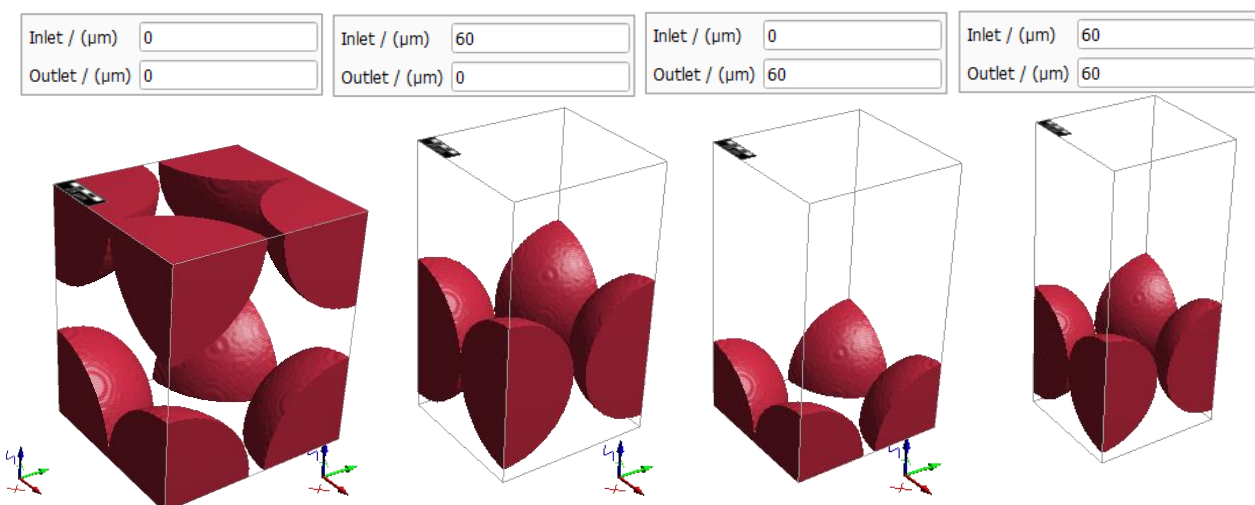 Inlet / (µm) 0
Outlet / (µm) 0
Inlet / (µm) 60
Outlet / (µm) 0
Inlet / (µm) 0
Outlet / (µm) 60
Inlet / (µm) 60
Outlet / (µm) 60
X
X
X
X